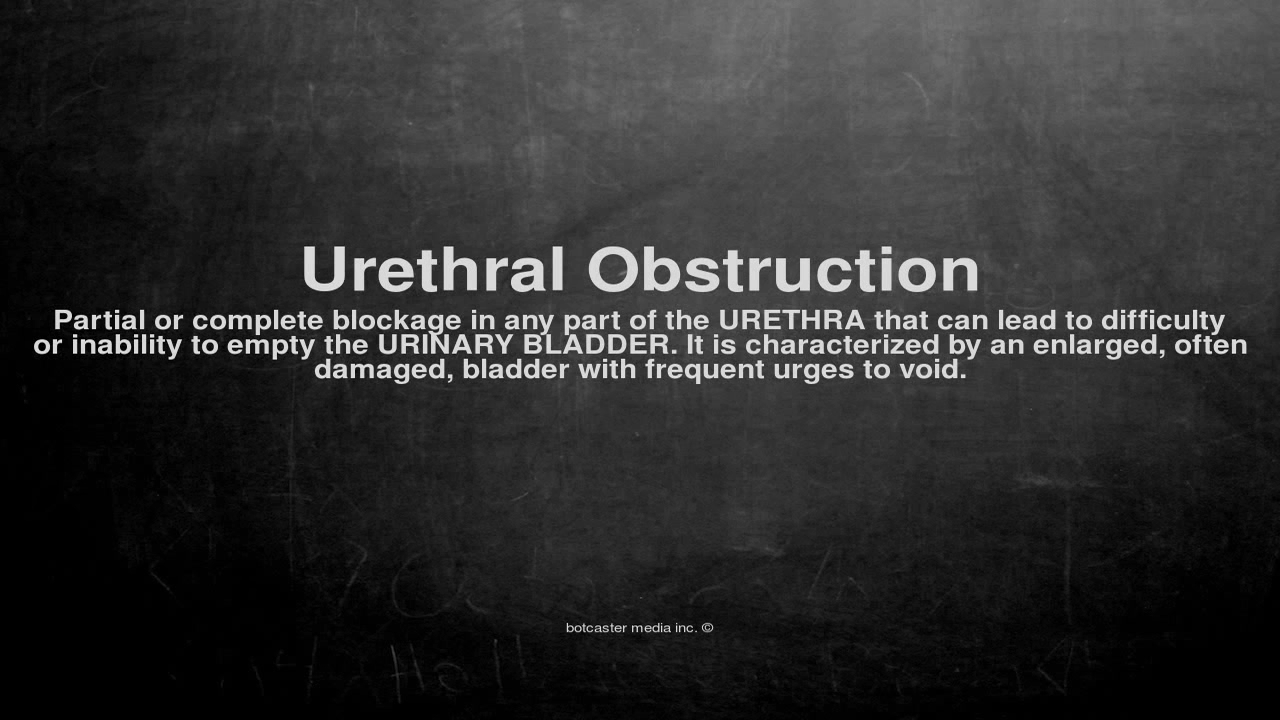 Urethral Obstruction
Partial or complete blockage in any part of the URETHRA that can lead to difficulty
or inability to empty the URINARY BLADDER. It is characterized by an enlarged, often
damaged, bladder with frequent urges to void.
botcaster media inc. ©